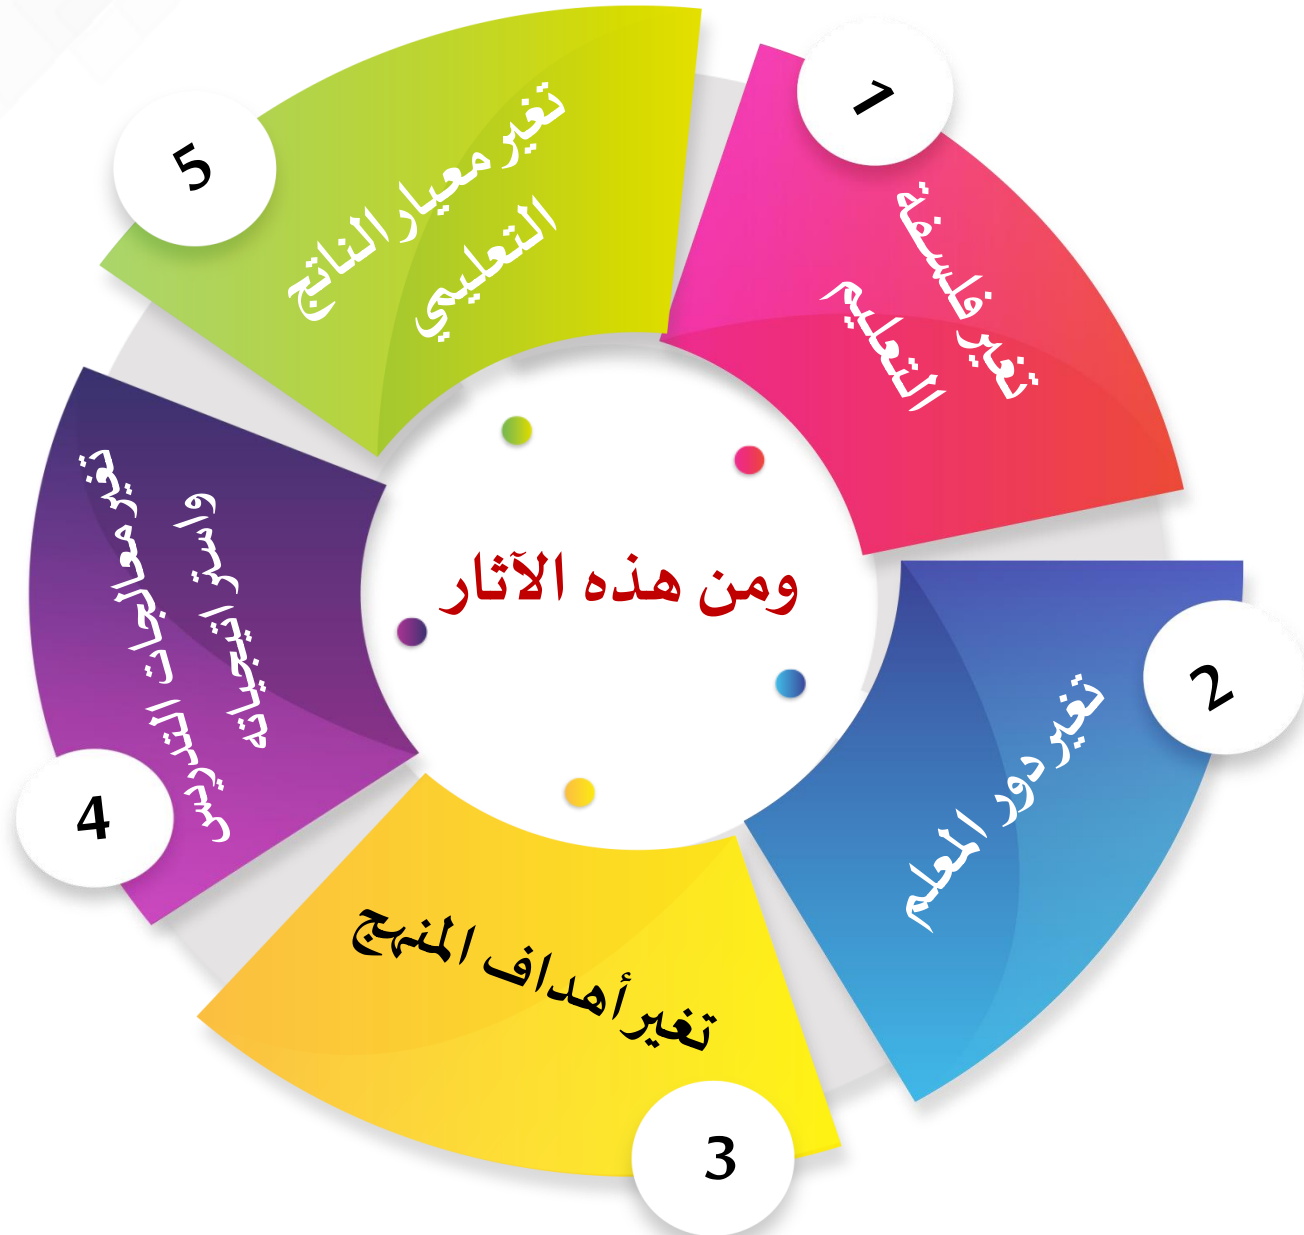 ومن هذه الآثار
1
تغير فلسفة
التعليم
2
تغير دور المعلم
3
تغير أهداف المنهج
4
تغير معالجات التدريس
واستراتيجياته
5
تغير معيار الناتج
التعليمي